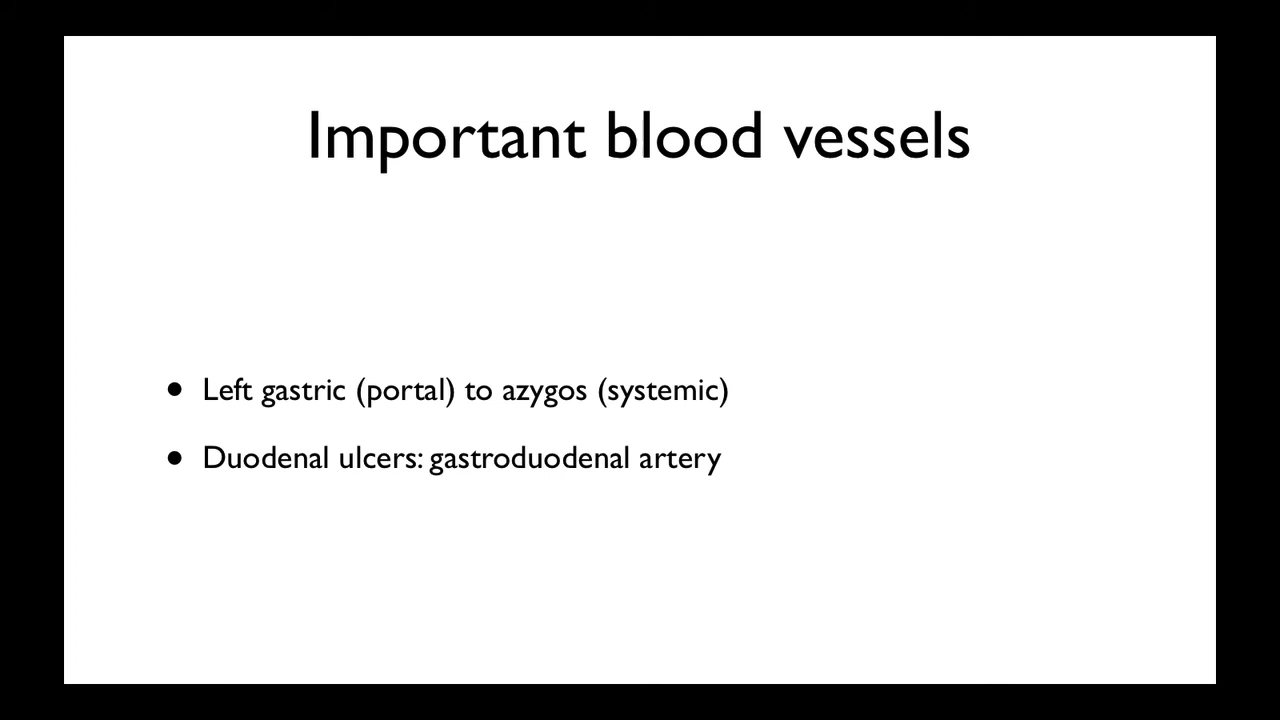 Important blood vessels
• Left gastric (portal) to azygos (systemic)
• Duodenal ulcers: gastroduodenal artery